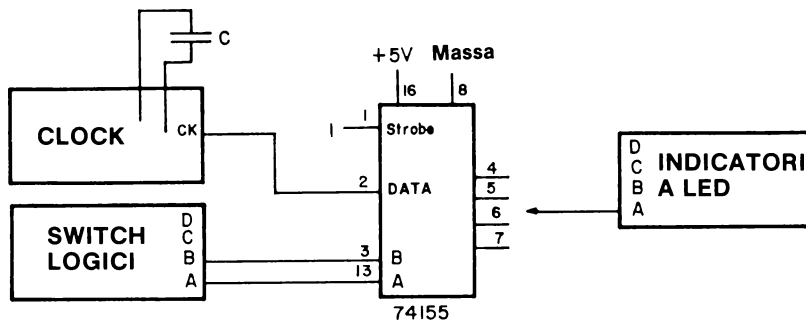 C
+5V Massa
16 8
CLOCK
CK
1 1
Strobe
2 DATA
4
5
6
7
D
C
B
A
INDICATORI
A LED
SWITCH
LOGICI
D
C
B
A
3 B
13 A
74155